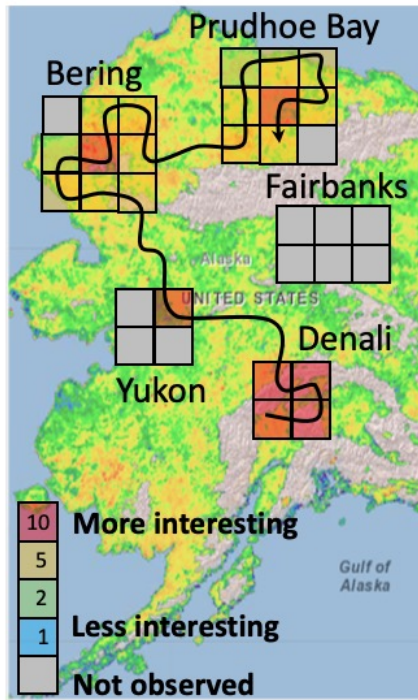 Prudhoe Bay
Bering
Fairbanks
Alaska
UNITED STATES
Denali
Yukon
10 More interesting
5
2
1 Less interesting
Not observed
Gulf of
Alaska